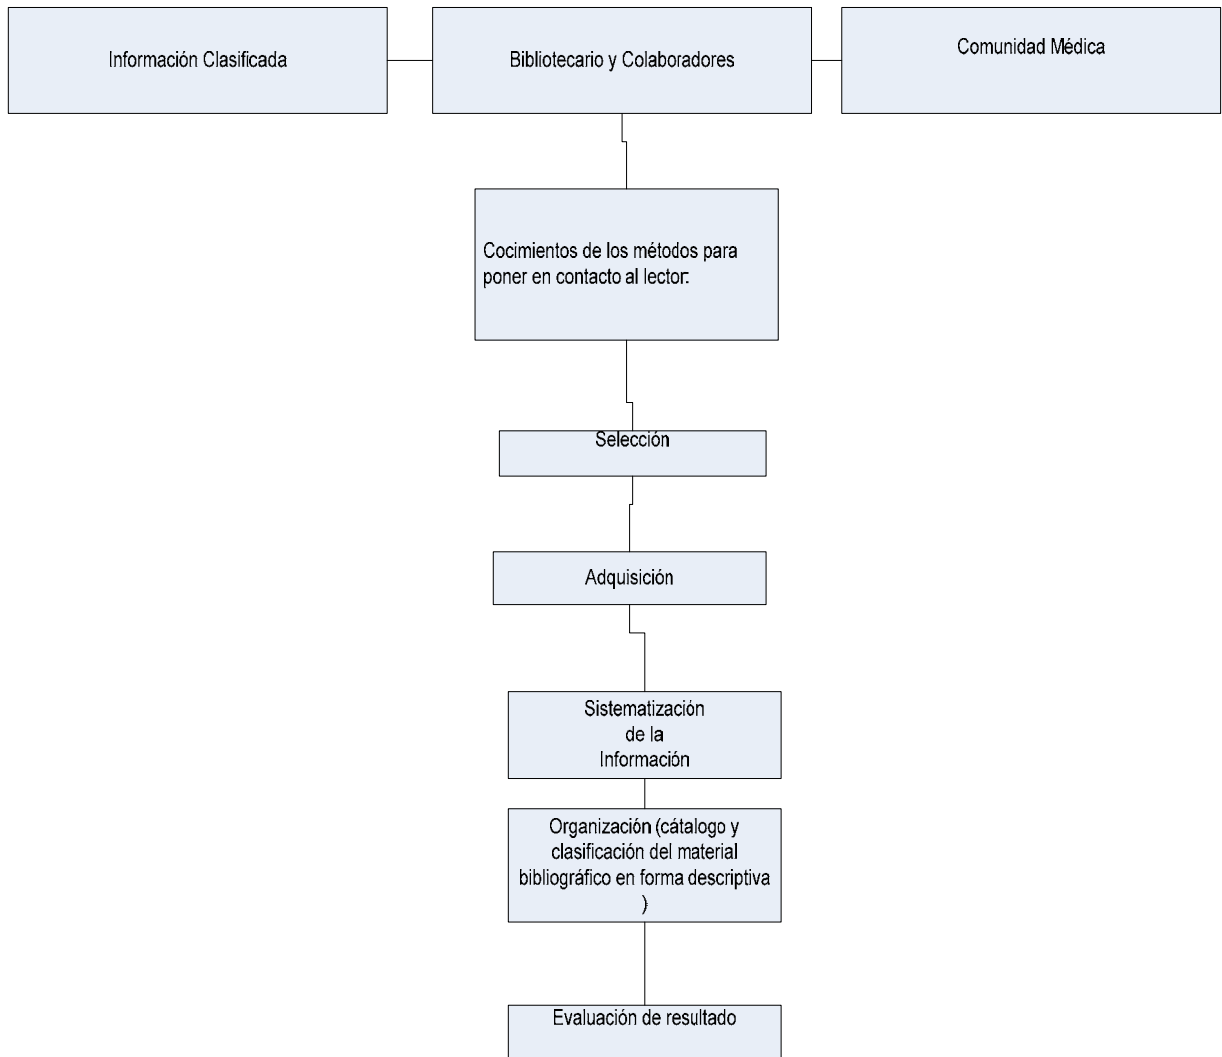 Información Clasificada
Bibliotecario y Colaboradores
Comunidad Médica
Cocimientos de los métodos para
poner en contacto al lector:
Selección
Adquisición
Sistematización
de la
Información
Organización (cátalogo y
clasificación del material
bibliográfico en forma descriptiva
)
Evaluación de resultado